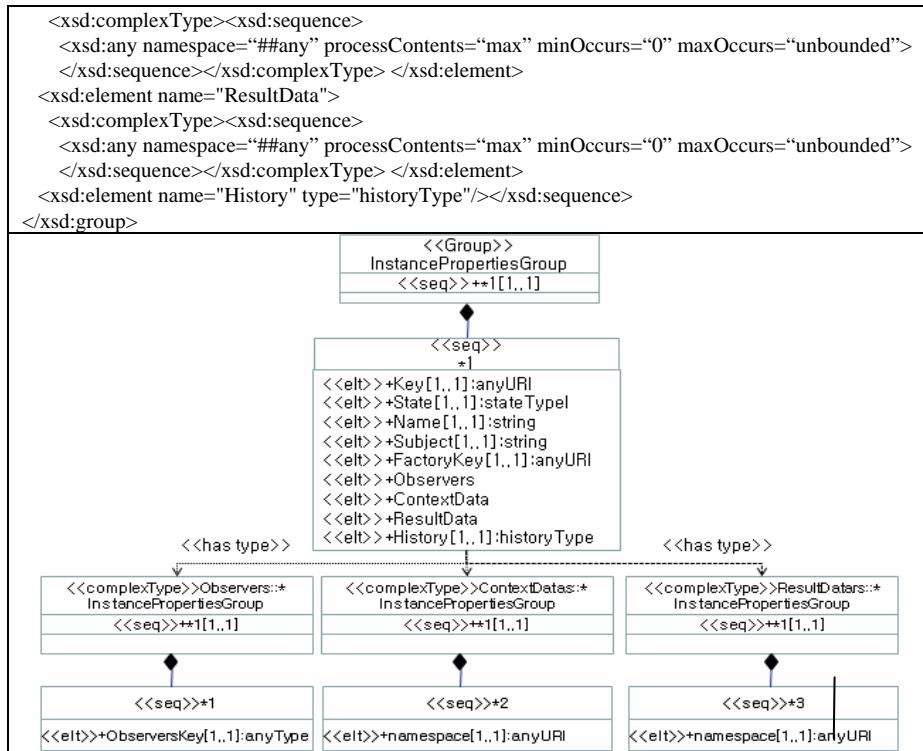 <xsd:complexType><xsd:sequence>
<xsd:any namespace=“##any” processContents=“max” minOccurs=“0” maxOccurs=“unbounded”>
</xsd:sequence></xsd:complexType> </xsd:element>
<xsd:element name="ResultData">
<xsd:complexType><xsd:sequence>
<xsd:any namespace=“##any” processContents=“max” minOccurs=“0” maxOccurs=“unbounded”>
</xsd:sequence></xsd:complexType> </xsd:element>
<xsd:element name="History" type="historyType"/></xsd:sequence>
</xsd:group>
<<Group>>
InstancePropertiesGroup
<<seq>>+*1[1..1]
<<seq>>
*1
<<elt>>+Key[1..1]:anyURI
<<elt>>+State[1..1]:stateTypeI
<<elt>>+Name[1..1]:string
<<elt>>+Subject[1..1]:string
<<elt>>+FactoryKey[1..1]:anyURI
<<elt>>+Observers
<<elt>>+ContextData
<<elt>>+ResultData
<<elt>>+History[1..1]:historyType
<<has type>>
<<has type>>
<<complexType>>Observers::*
InstancePropertiesGroup
<<seq>>+*1[1..1]
<<complexType>>ContextDatas::*
InstancePropertiesGroup
<<seq>>+*1[1..1]
<<complexType>>ResultDatars::*
InstancePropertiesGroup
<<seq>>+*1[1..1]
<<seq>>*1
<<elt>>+ObserversKey[1..1]:anyType
<<seq>>*2
<<elt>>+namespace[1..1]:anyURI
<<seq>>*3
<<elt>>+namespace[1..1]:anyURI